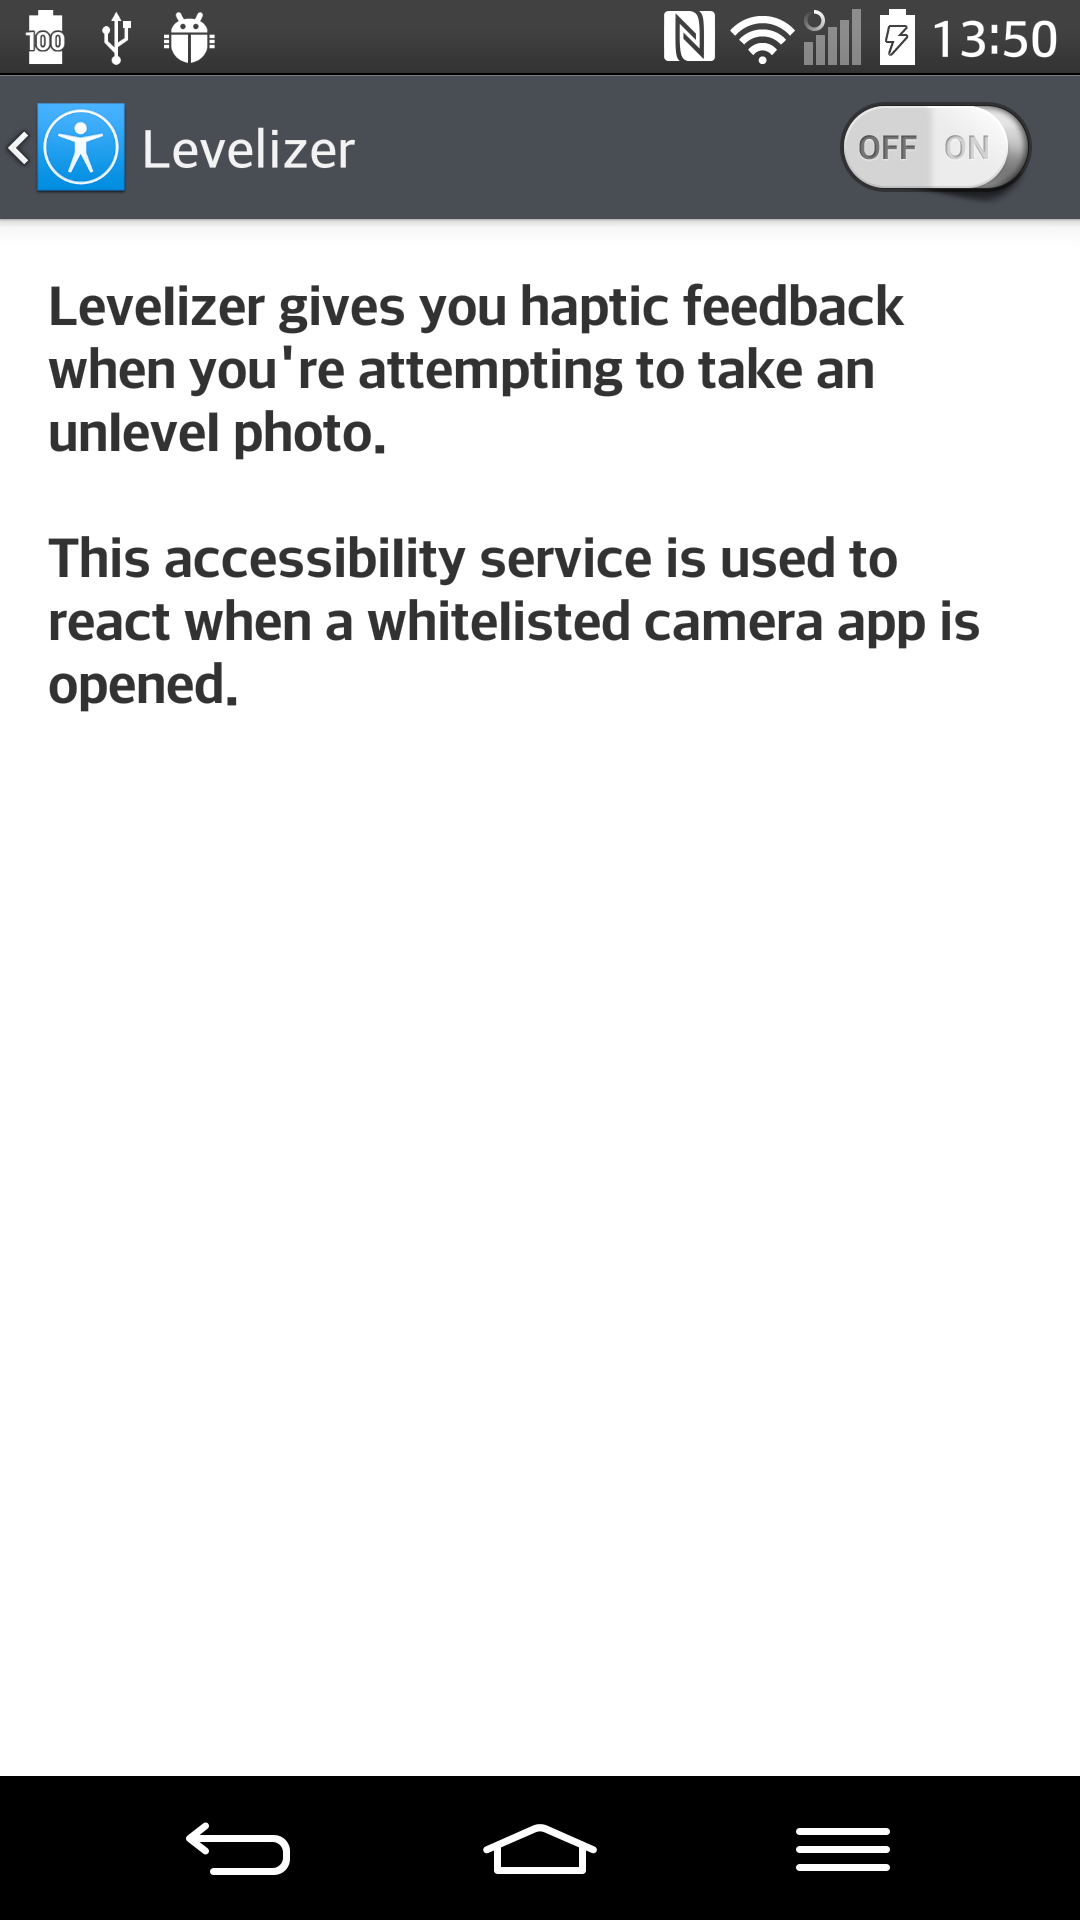 100 13:50
Levelizer OFF ON
Levelizer gives you haptic feedback
when you're attempting to take an
unlevel photo.
This accessibility service is used to
react when a whitelisted camera app is
opened.